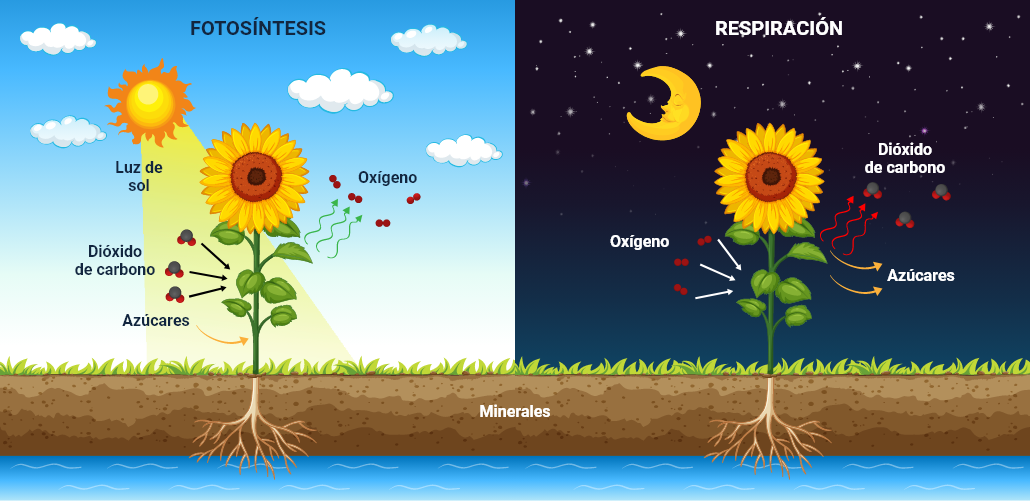 FOTOSÍNTESIS
Luz de
sol
Oxígeno
Dióxido
de carbono
Azúcares
RESPIRACIÓN
Dióxido
de carbono
Oxígeno
Azúcares
Minerales